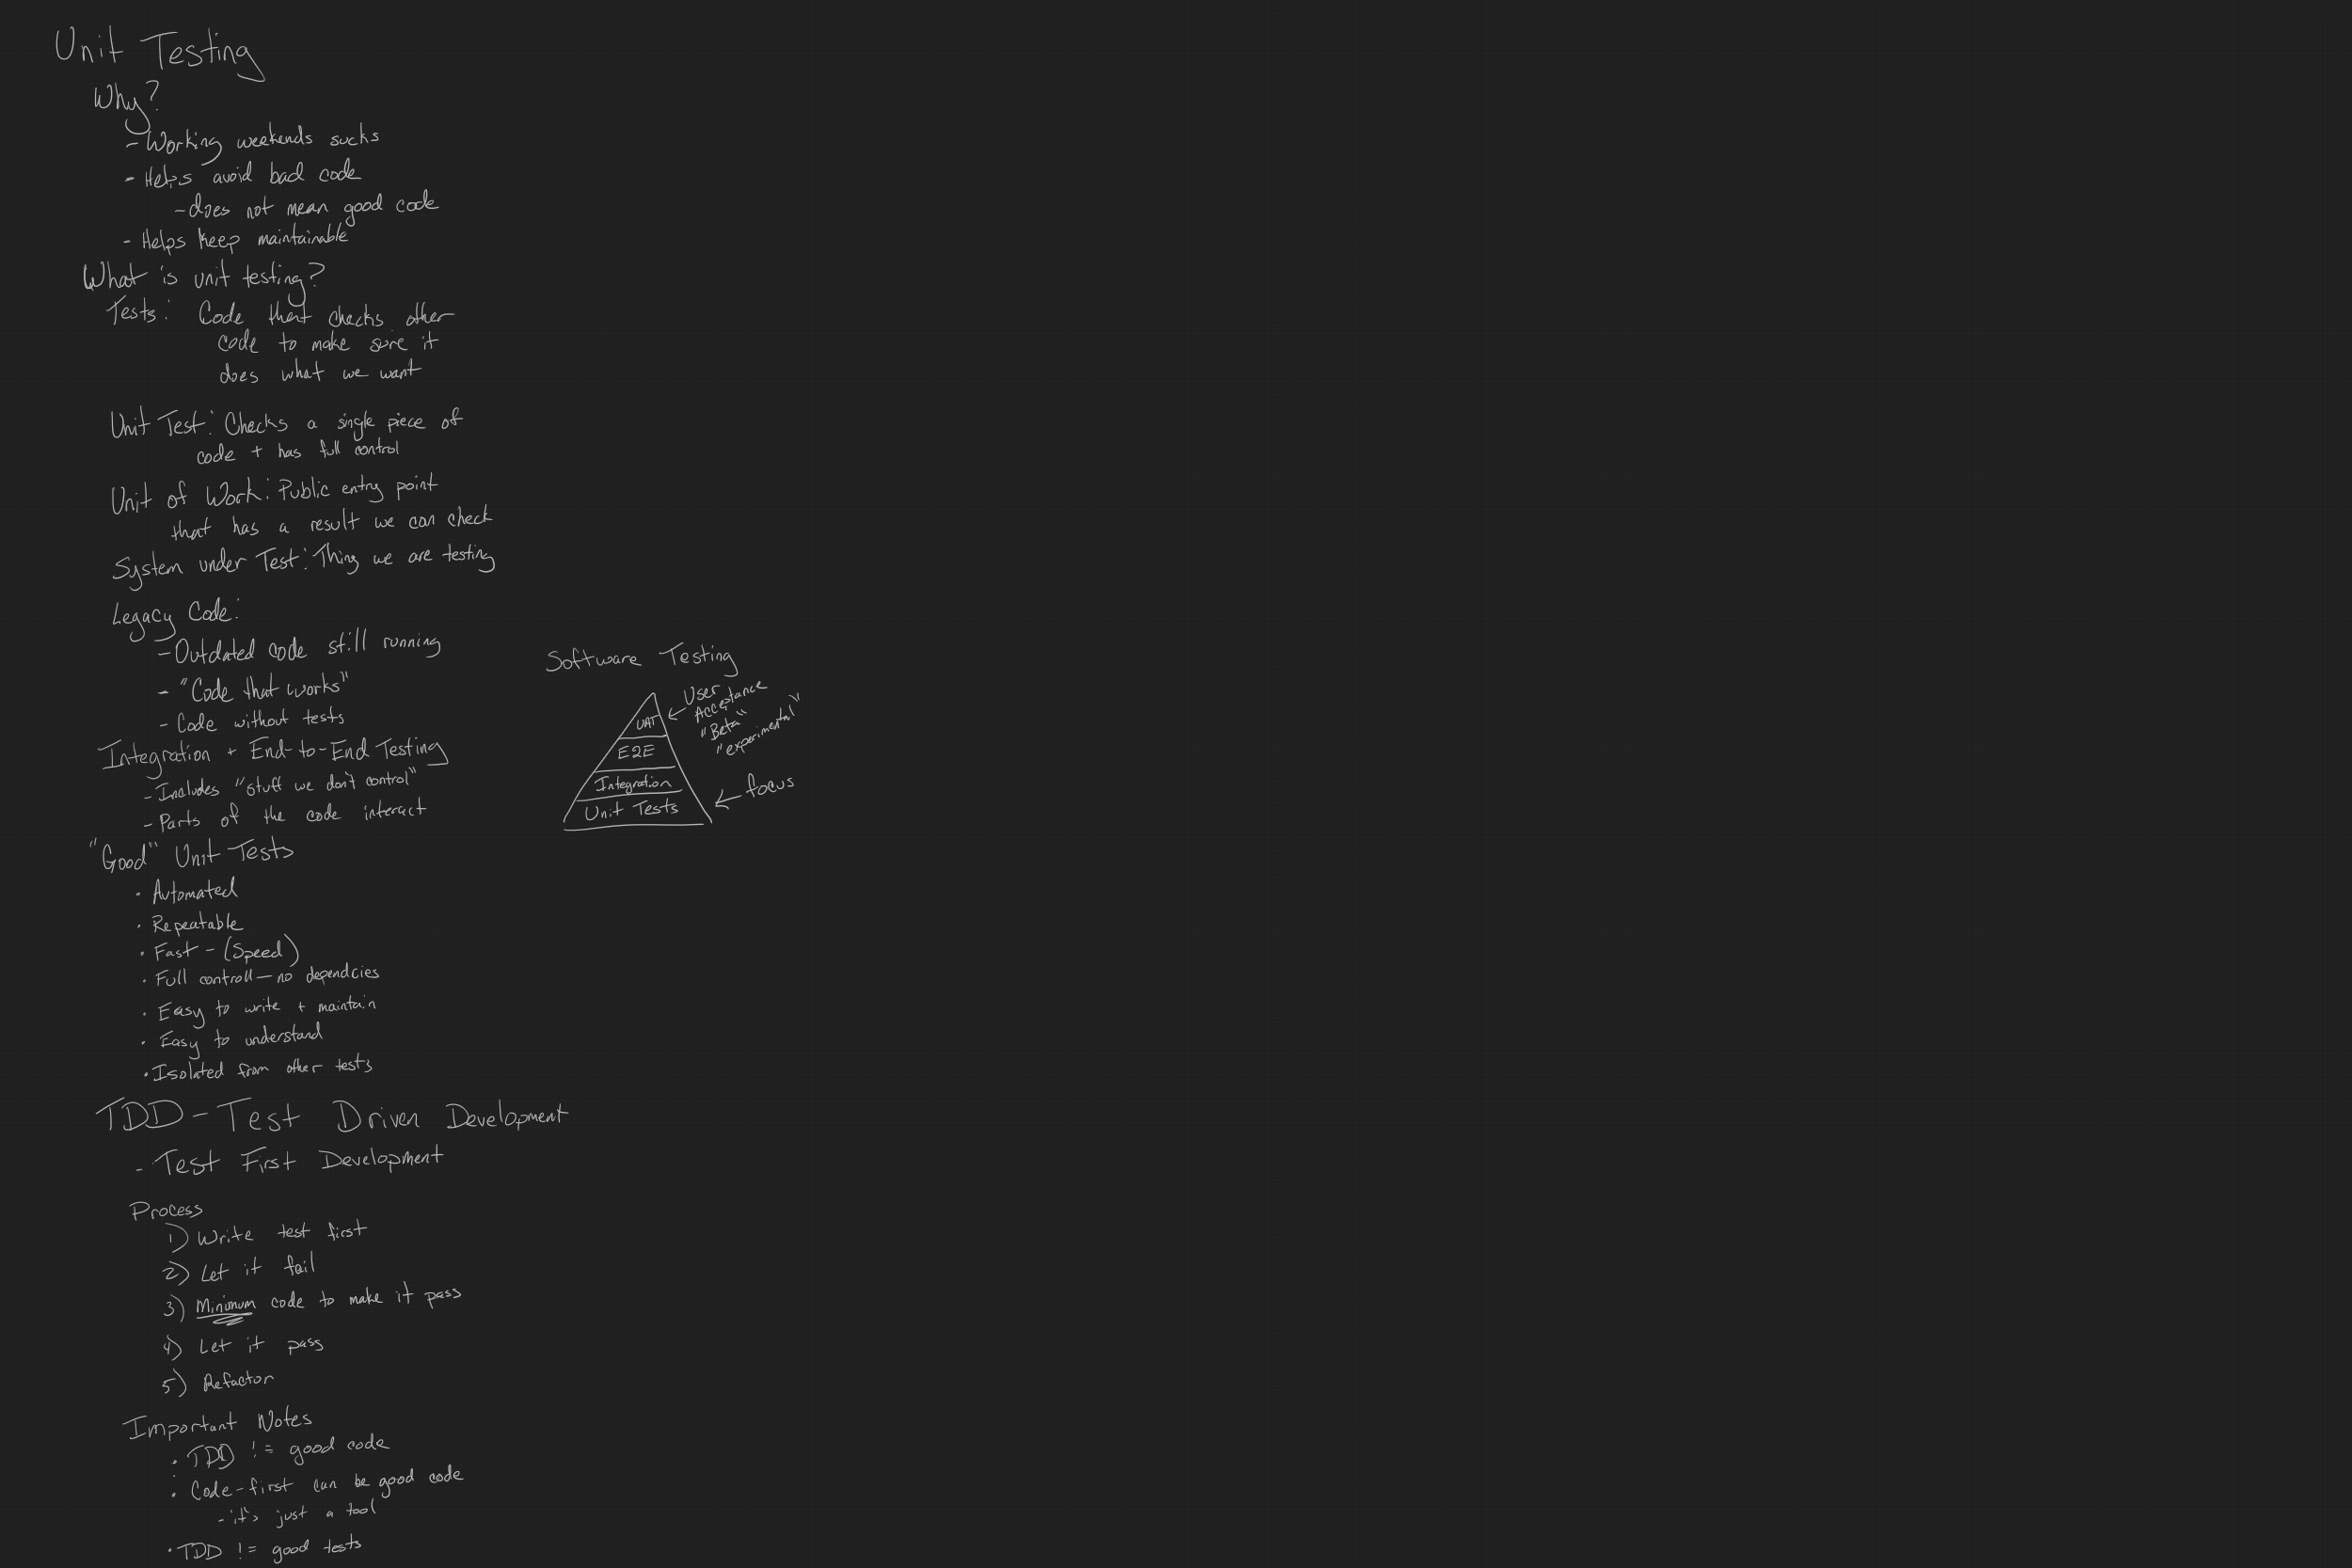 Unit Testing
Why?
- Working weekends sucks
- Helps avoid bad code
- does not mean good code
- Helps keep maintainable
What is unit testing?
Tests: Code that checks other
code to make sure it
does what we want
Unit Test: Checks a single piece of
code + has full control
Unit of Work: Public entry point
that has a result we can check
System under Test: Thing we are testing
Legacy Code:
- Outdated code still running
- "Code that works"
- Code without tests
Integration + End-to-End Testing
- Includes "stuff we don't control"
- Parts of the code interact
Software Testing
UAT
← User
Acceptance
"Beta"
"experimental"
E2E
Integration
Unit Tests
← focus
"Good" Unit Tests
· Automated
· Repeatable
· Fast - (Speed)
· Full controll - no dependcies
· Easy to write + maintain
· Easy to understand
· Isolated from other tests
TDD - Test Driven Development
- Test First Development
Process
1) Write test first
2) Let it fail
3) Minimum code to make it pass
4) Let it pass
5) Refactor
Important Notes
· TDD != good code
· Code-first can be good code
- it's just a tool
· TDD != good tests